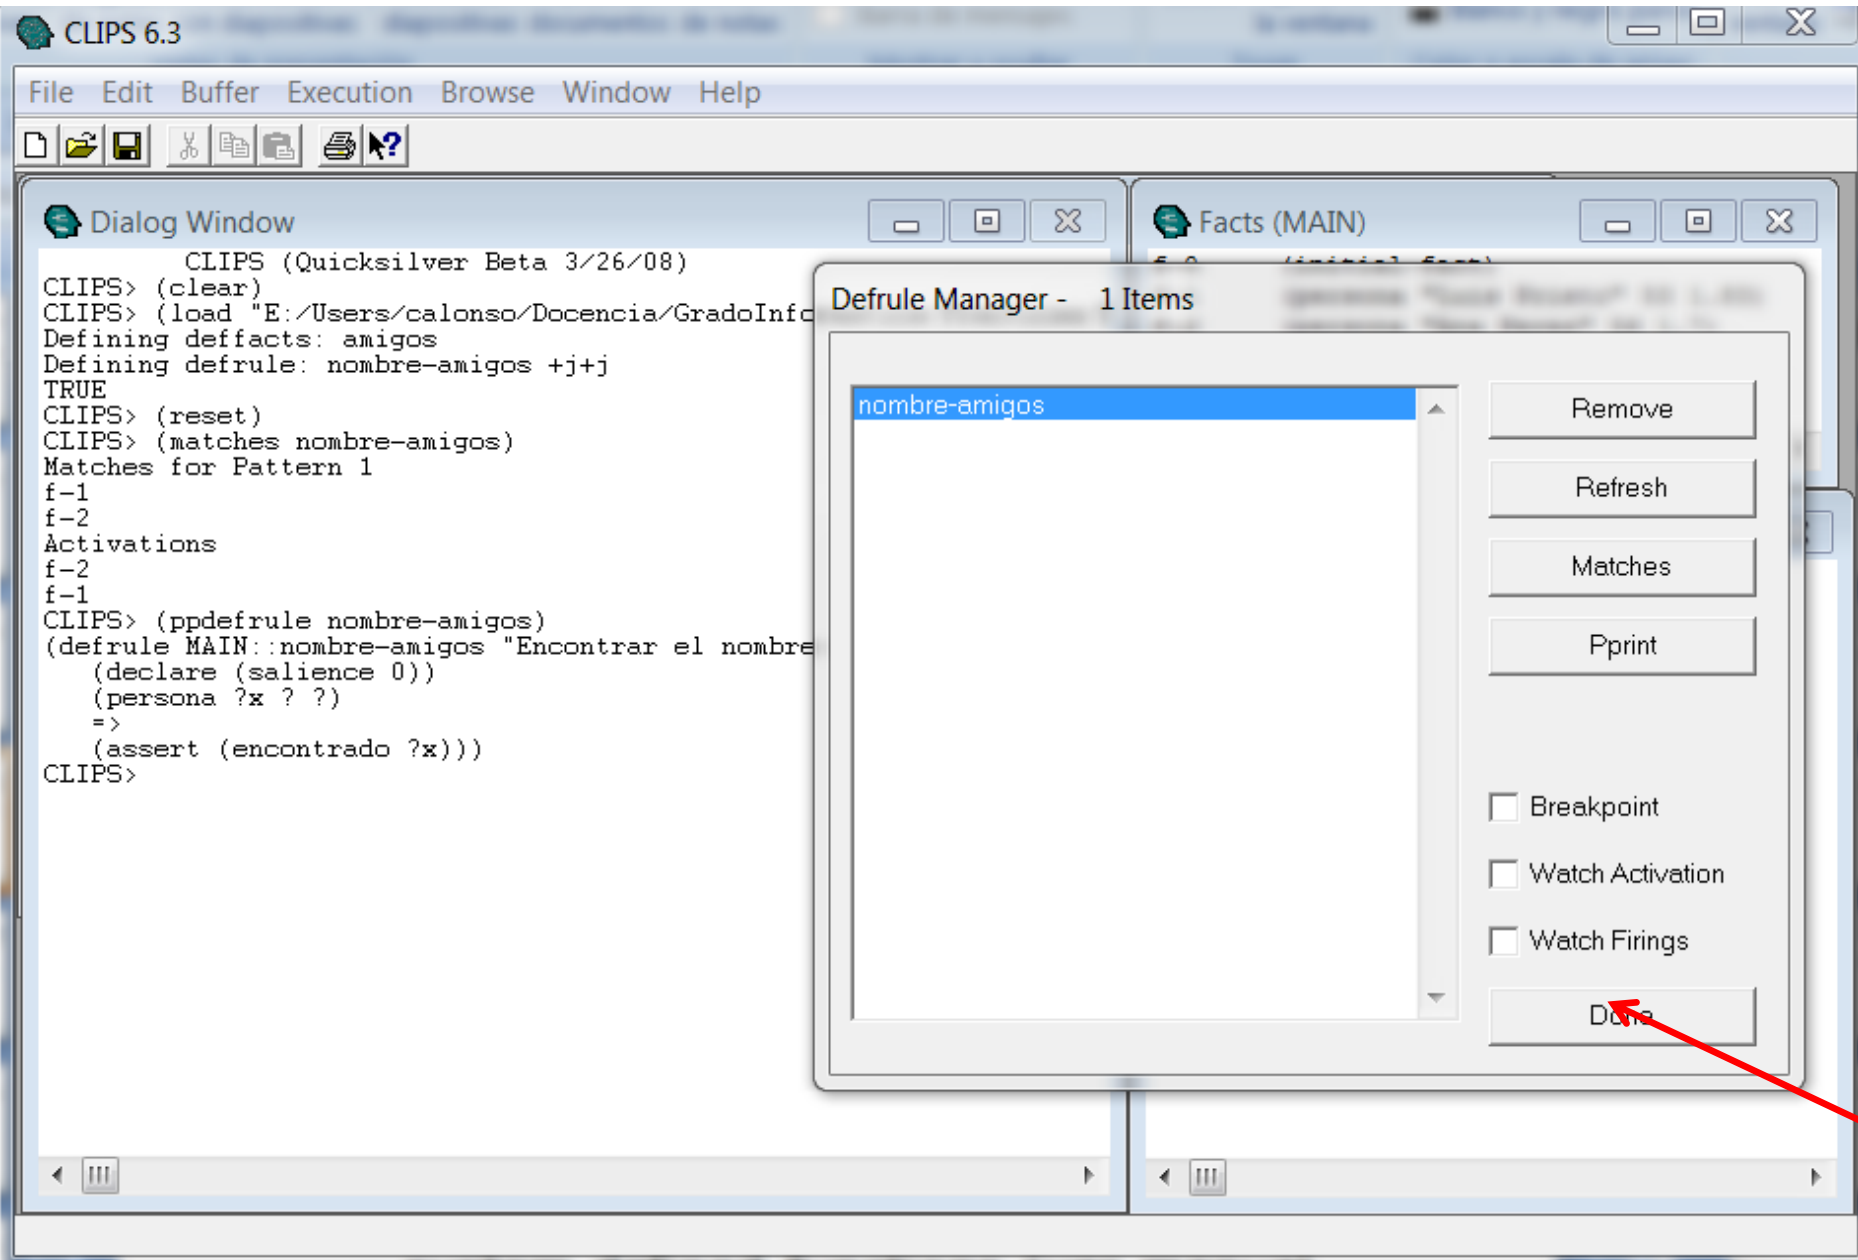 CLIPS 6.3
File Edit Buffer Execution Browse Window Help
Dialog Window
CLIPS (Quicksilver Beta 3/26/08)
CLIPS> (clear)
CLIPS> (load "E:/Users/calonso/Docencia/GradoInfo
Defining deffacts: amigos
Defining defrule: nombre-amigos +j+j
TRUE
CLIPS> (reset)
CLIPS> (matches nombre-amigos)
Matches for Pattern 1
f-1
f-2
Activations
f-2
f-1
CLIPS> (ppdefrule nombre-amigos)
(defrule MAIN::nombre-amigos "Encontrar el nombre
(declare (salience 0))
(persona ?x ? ?)
=>
(assert (encontrado ?x)))
CLIPS>
Facts (MAIN)
f-0 (initial-fact)
Defrule Manager - 1 Items
nombre-amigos
Remove
Refresh
Matches
Pprint
Breakpoint
Watch Activation
Watch Firings
Done